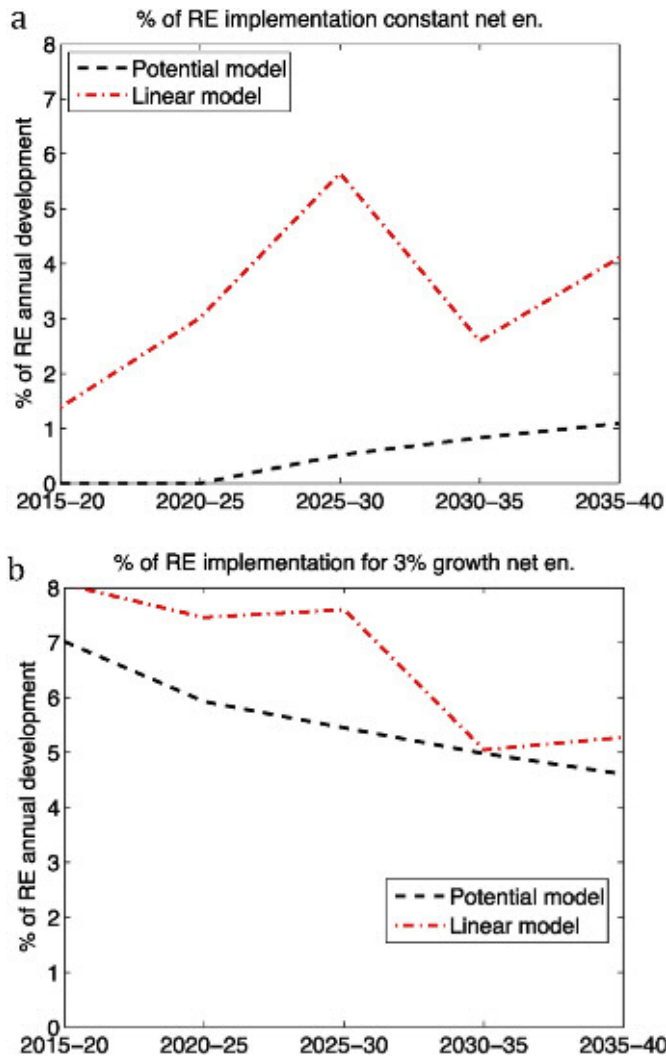 a
% of RE implementation constant net en.
8
7
6
5
4
3
2
1
0
% of RE annual development
Potential model
Linear model
2015–20 2020–25 2025–30 2030–35 2035–40
b
% of RE implementation for 3% growth net en.
8
7
6
5
4
3
2
1
0
% of RE annual development
Potential model
Linear model
2015–20 2020–25 2025–30 2030–35 2035–40